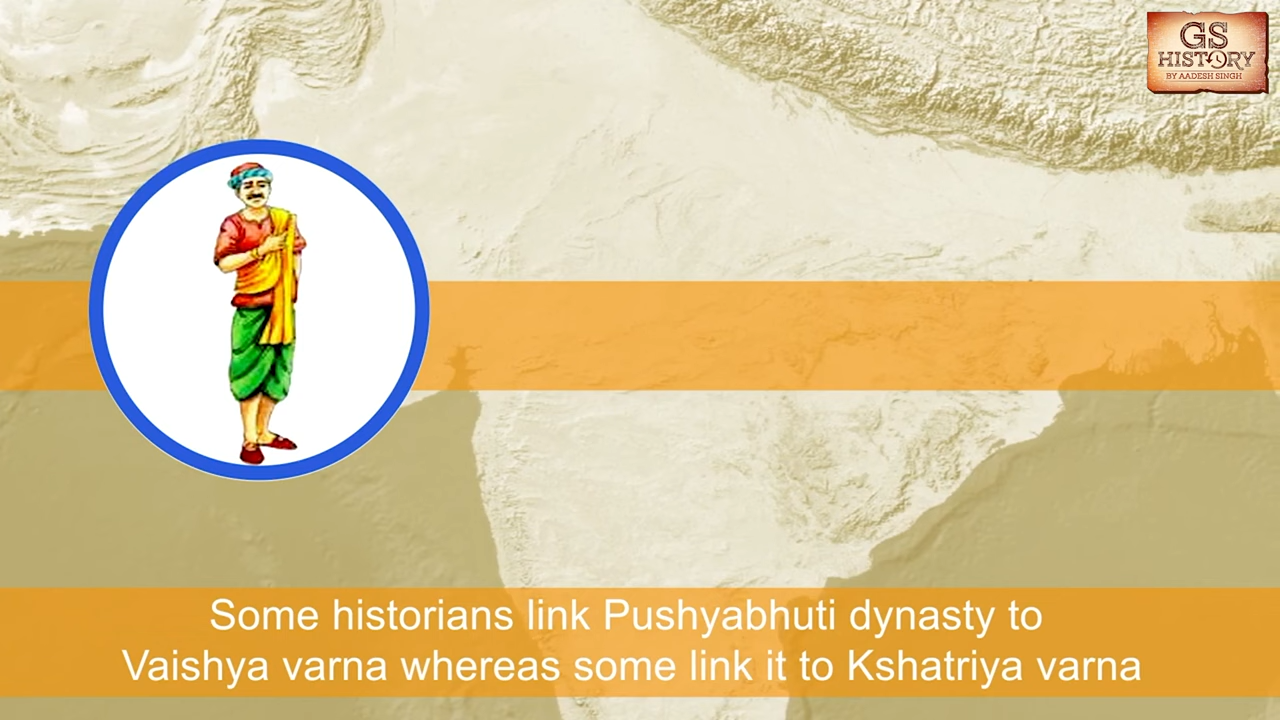 GS
HISTORY
BY AADESH SINGH
Some historians link Pushyabhuti dynasty to
Vaishya varna whereas some link it to Kshatriya varna